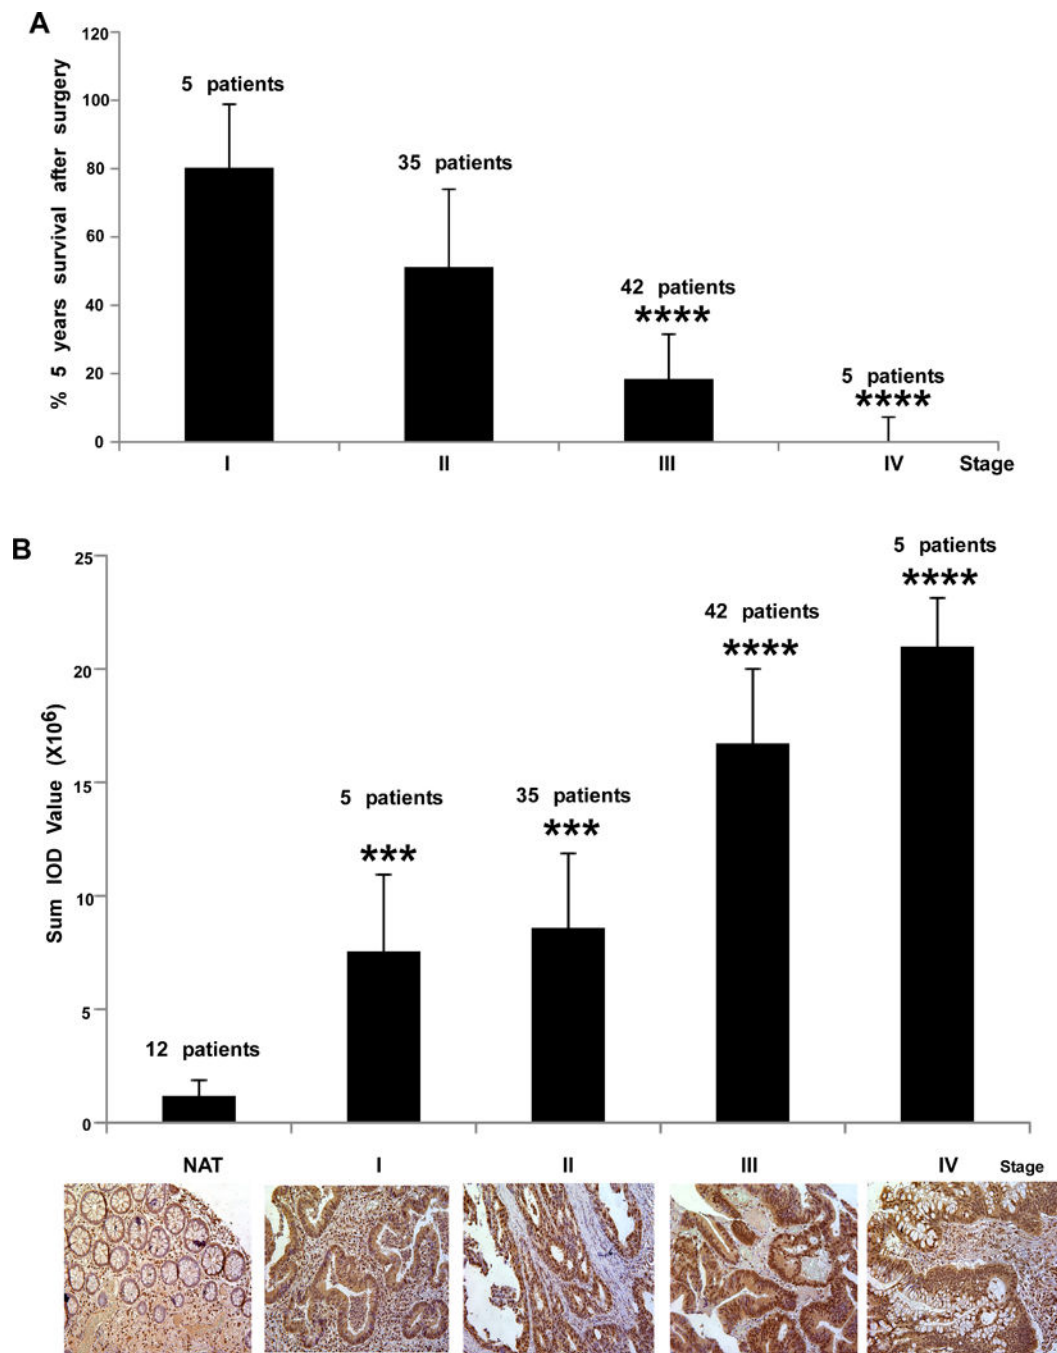 A
% 5 years survival after surgery
120
100
80
60
40
20
0
5 patients
35 patients
42 patients
****
5 patients
****
I II III IV Stage
B
Sum IOD Value (X10⁶)
25
20
15
10
5
0
12 patients
5 patients
***
35 patients
***
42 patients
****
5 patients
****
NAT I II III IV Stage